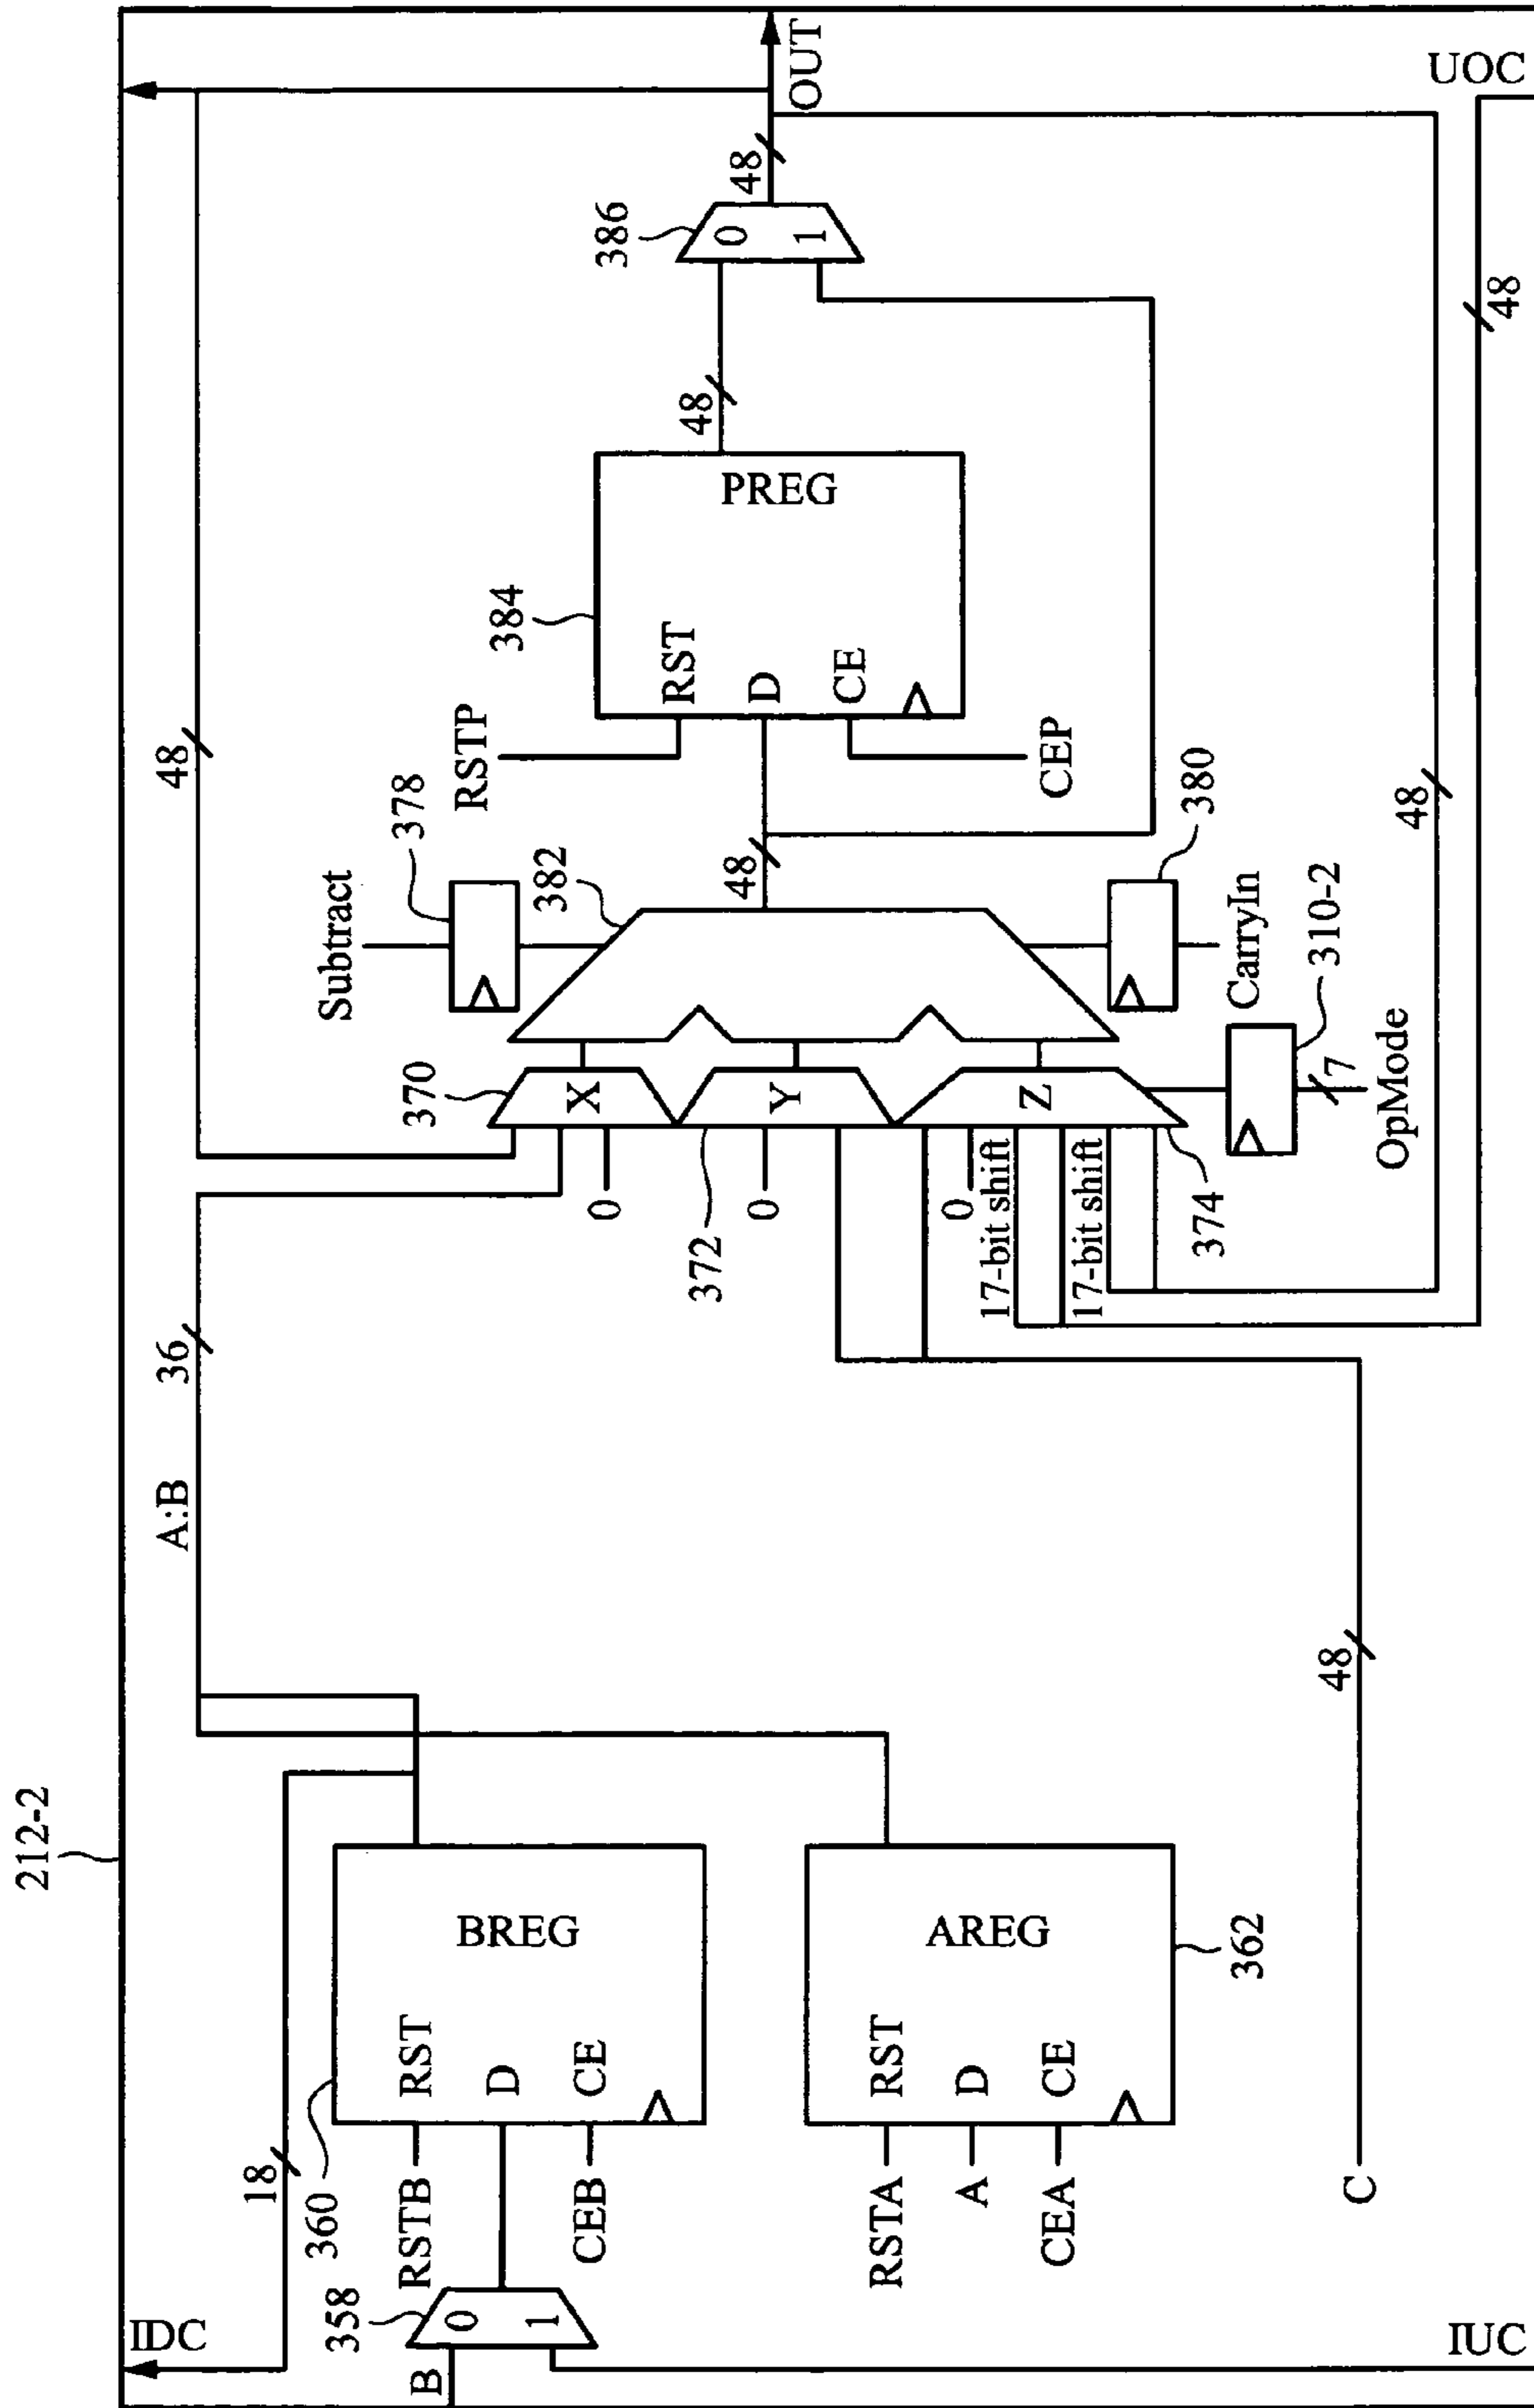 212-2
IDC
18
A:B
36
48
B
358
0
1
360
RSTB
CEB
RST
D
CE
BREG
RSTA
A
CEA
RST
D
CE
AREG
362
C
48
IUC
370
X
0
372
Y
0
0
17-bit shift
17-bit shift
Z
374
Subtract
378
382
48
380
CarryIn
310-2
7
OpMode
RSTP
384
RST
D
CE
PREG
CEP
48
386
0
1
48
OUT
48
48
UOC